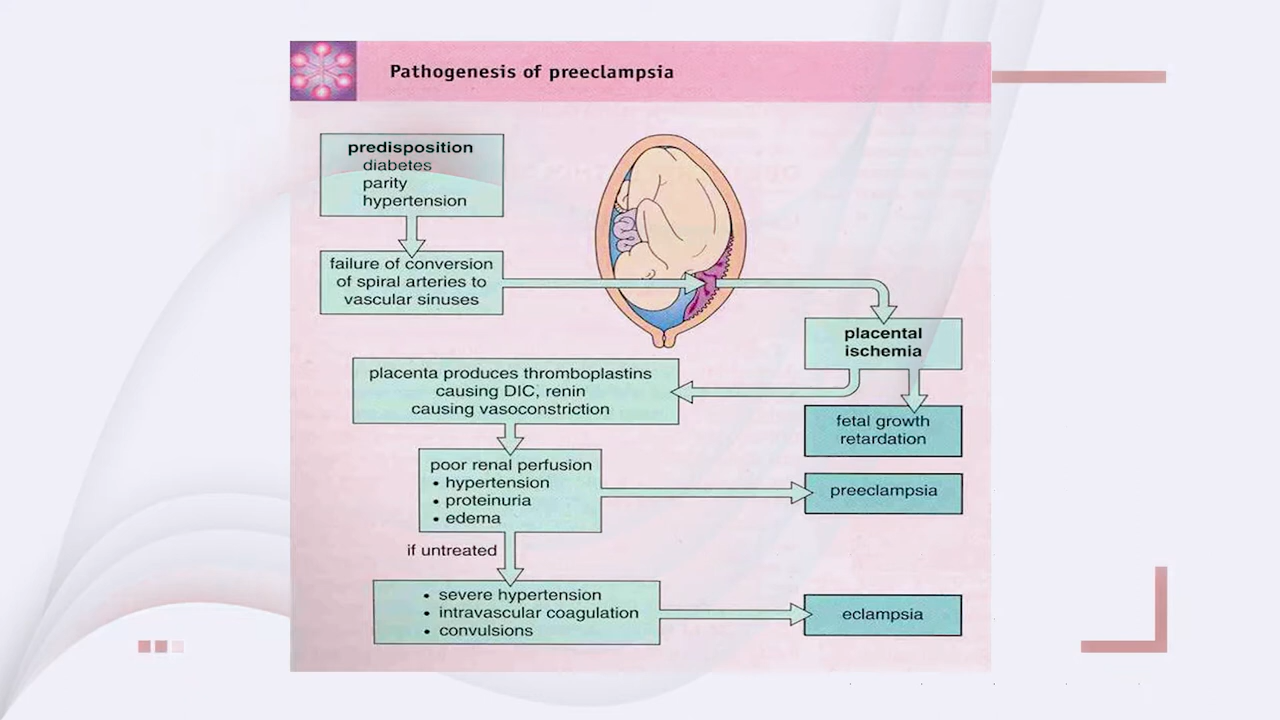 Pathogenesis of preeclampsia
predisposition
diabetes
parity
hypertension
failure of conversion
of spiral arteries to
vascular sinuses
placental
ischemia
placenta produces thromboplastins
causing DIC, renin
causing vasoconstriction
fetal growth
retardation
poor renal perfusion
• hypertension
• proteinuria
• edema
preeclampsia
if untreated
• severe hypertension
• intravascular coagulation
• convulsions
eclampsia